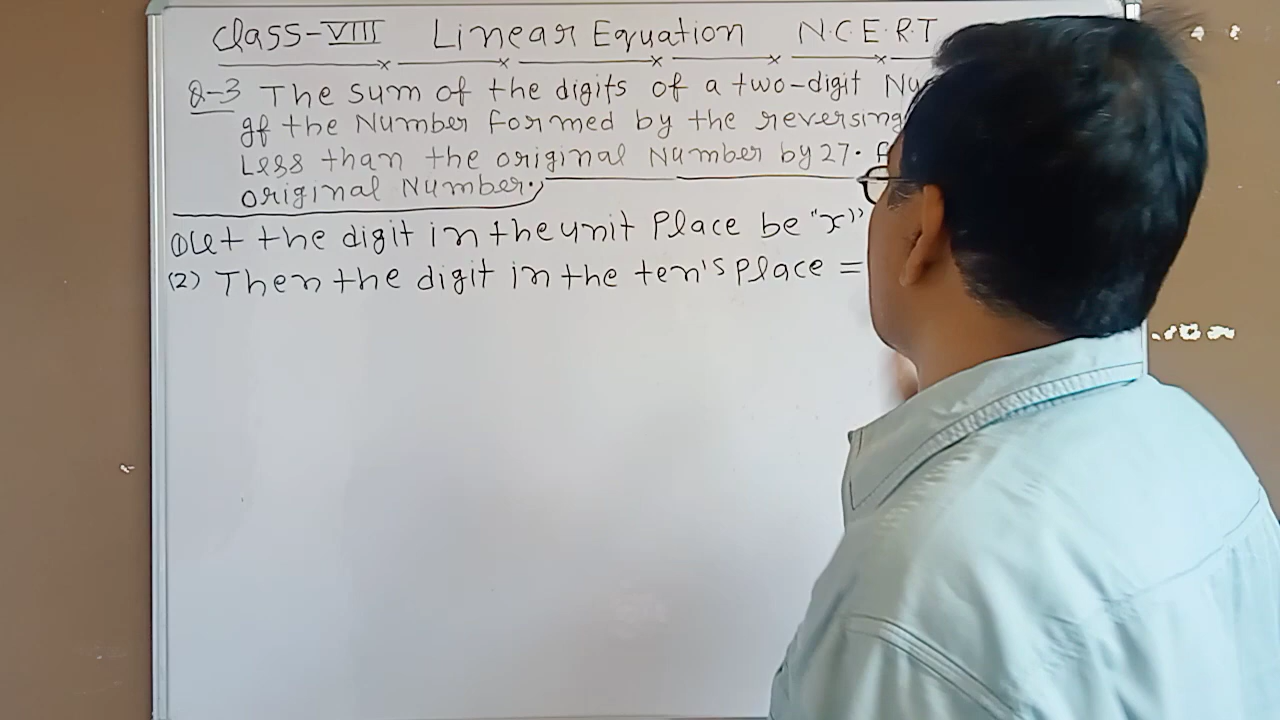 Class-VIII Linear Equation N.C.E.R.T
Q-3 The sum of the digits of a two-digit Nu
gf the Number formed by the reversing
Less than the original Number by 27.
original Number.
① Let the digit in the unit Place be "x"
(2) Then the digit in the ten's place =